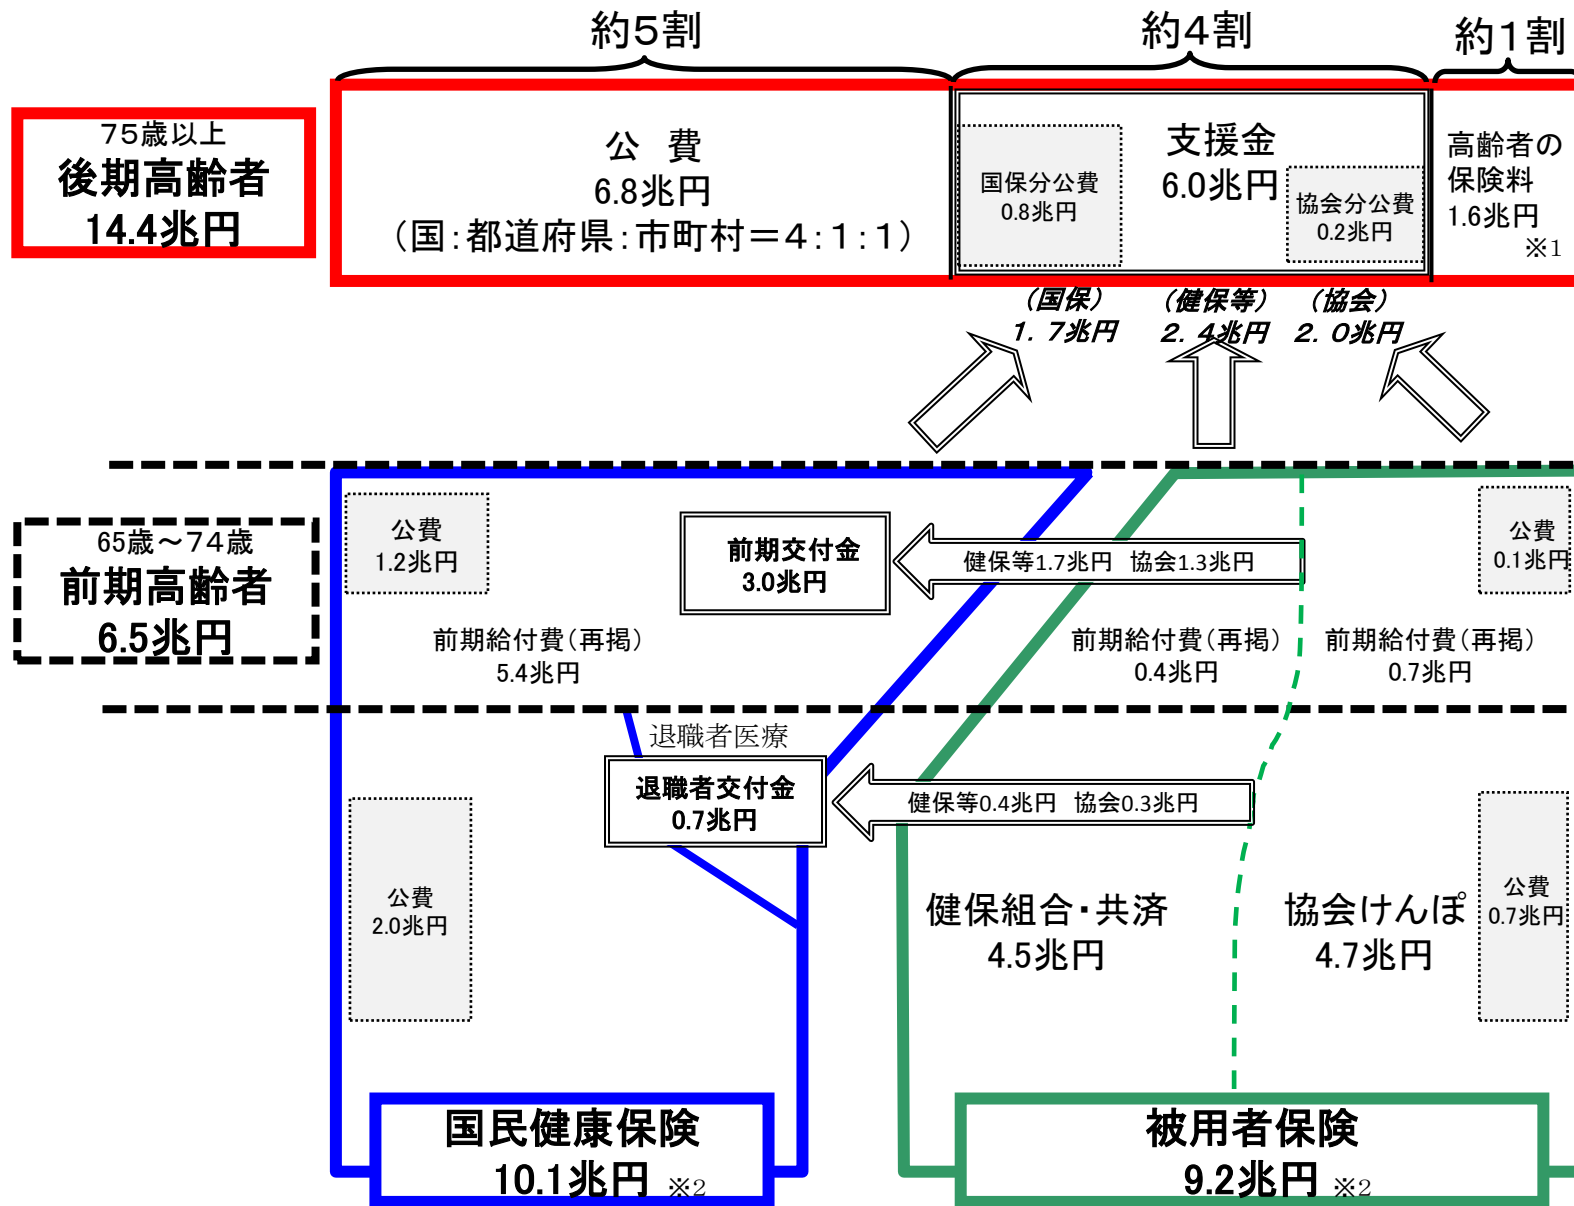 約5割
約4割
約1割
75歳以上
後期高齢者
14.4兆円
公　費
6.8兆円
（国：都道府県：市町村＝4：1：1）
国保分公費
0.8兆円
支援金
6.0兆円
協会分公費
0.2兆円
高齢者の
保険料
1.6兆円
※1
（国保）
1．7兆円
（健保等）
2．4兆円
（協会）
2．0兆円
65歳～74歳
前期高齢者
6.5兆円
公費
1.2兆円
前期交付金
3.0兆円
健保等1.7兆円　協会1.3兆円
公費
0.1兆円
前期給付費（再掲）
5.4兆円
前期給付費（再掲）
0.4兆円
前期給付費（再掲）
0.7兆円
退職者医療
退職者交付金
0.7兆円
健保等0.4兆円　協会0.3兆円
公費
2.0兆円
健保組合・共済
4.5兆円
協会けんぽ
4.7兆円
公費
0.7兆円
国民健康保険
10.1兆円 ※2
被用者保険
9.2兆円 ※2